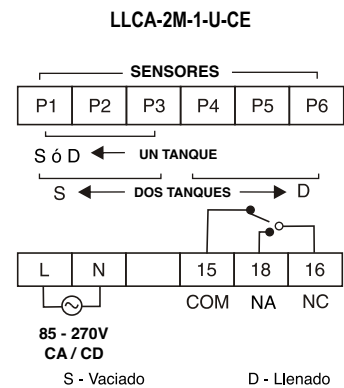 LLCA-2M-1-U-CE
SENSORES
P1 P2 P3 P4 P5 P6
S ó D UN TANQUE
S DOS TANQUES D
L N 15 18 16
COM NA NC
85 - 270V
CA / CD
S - Vaciado D - Llenado